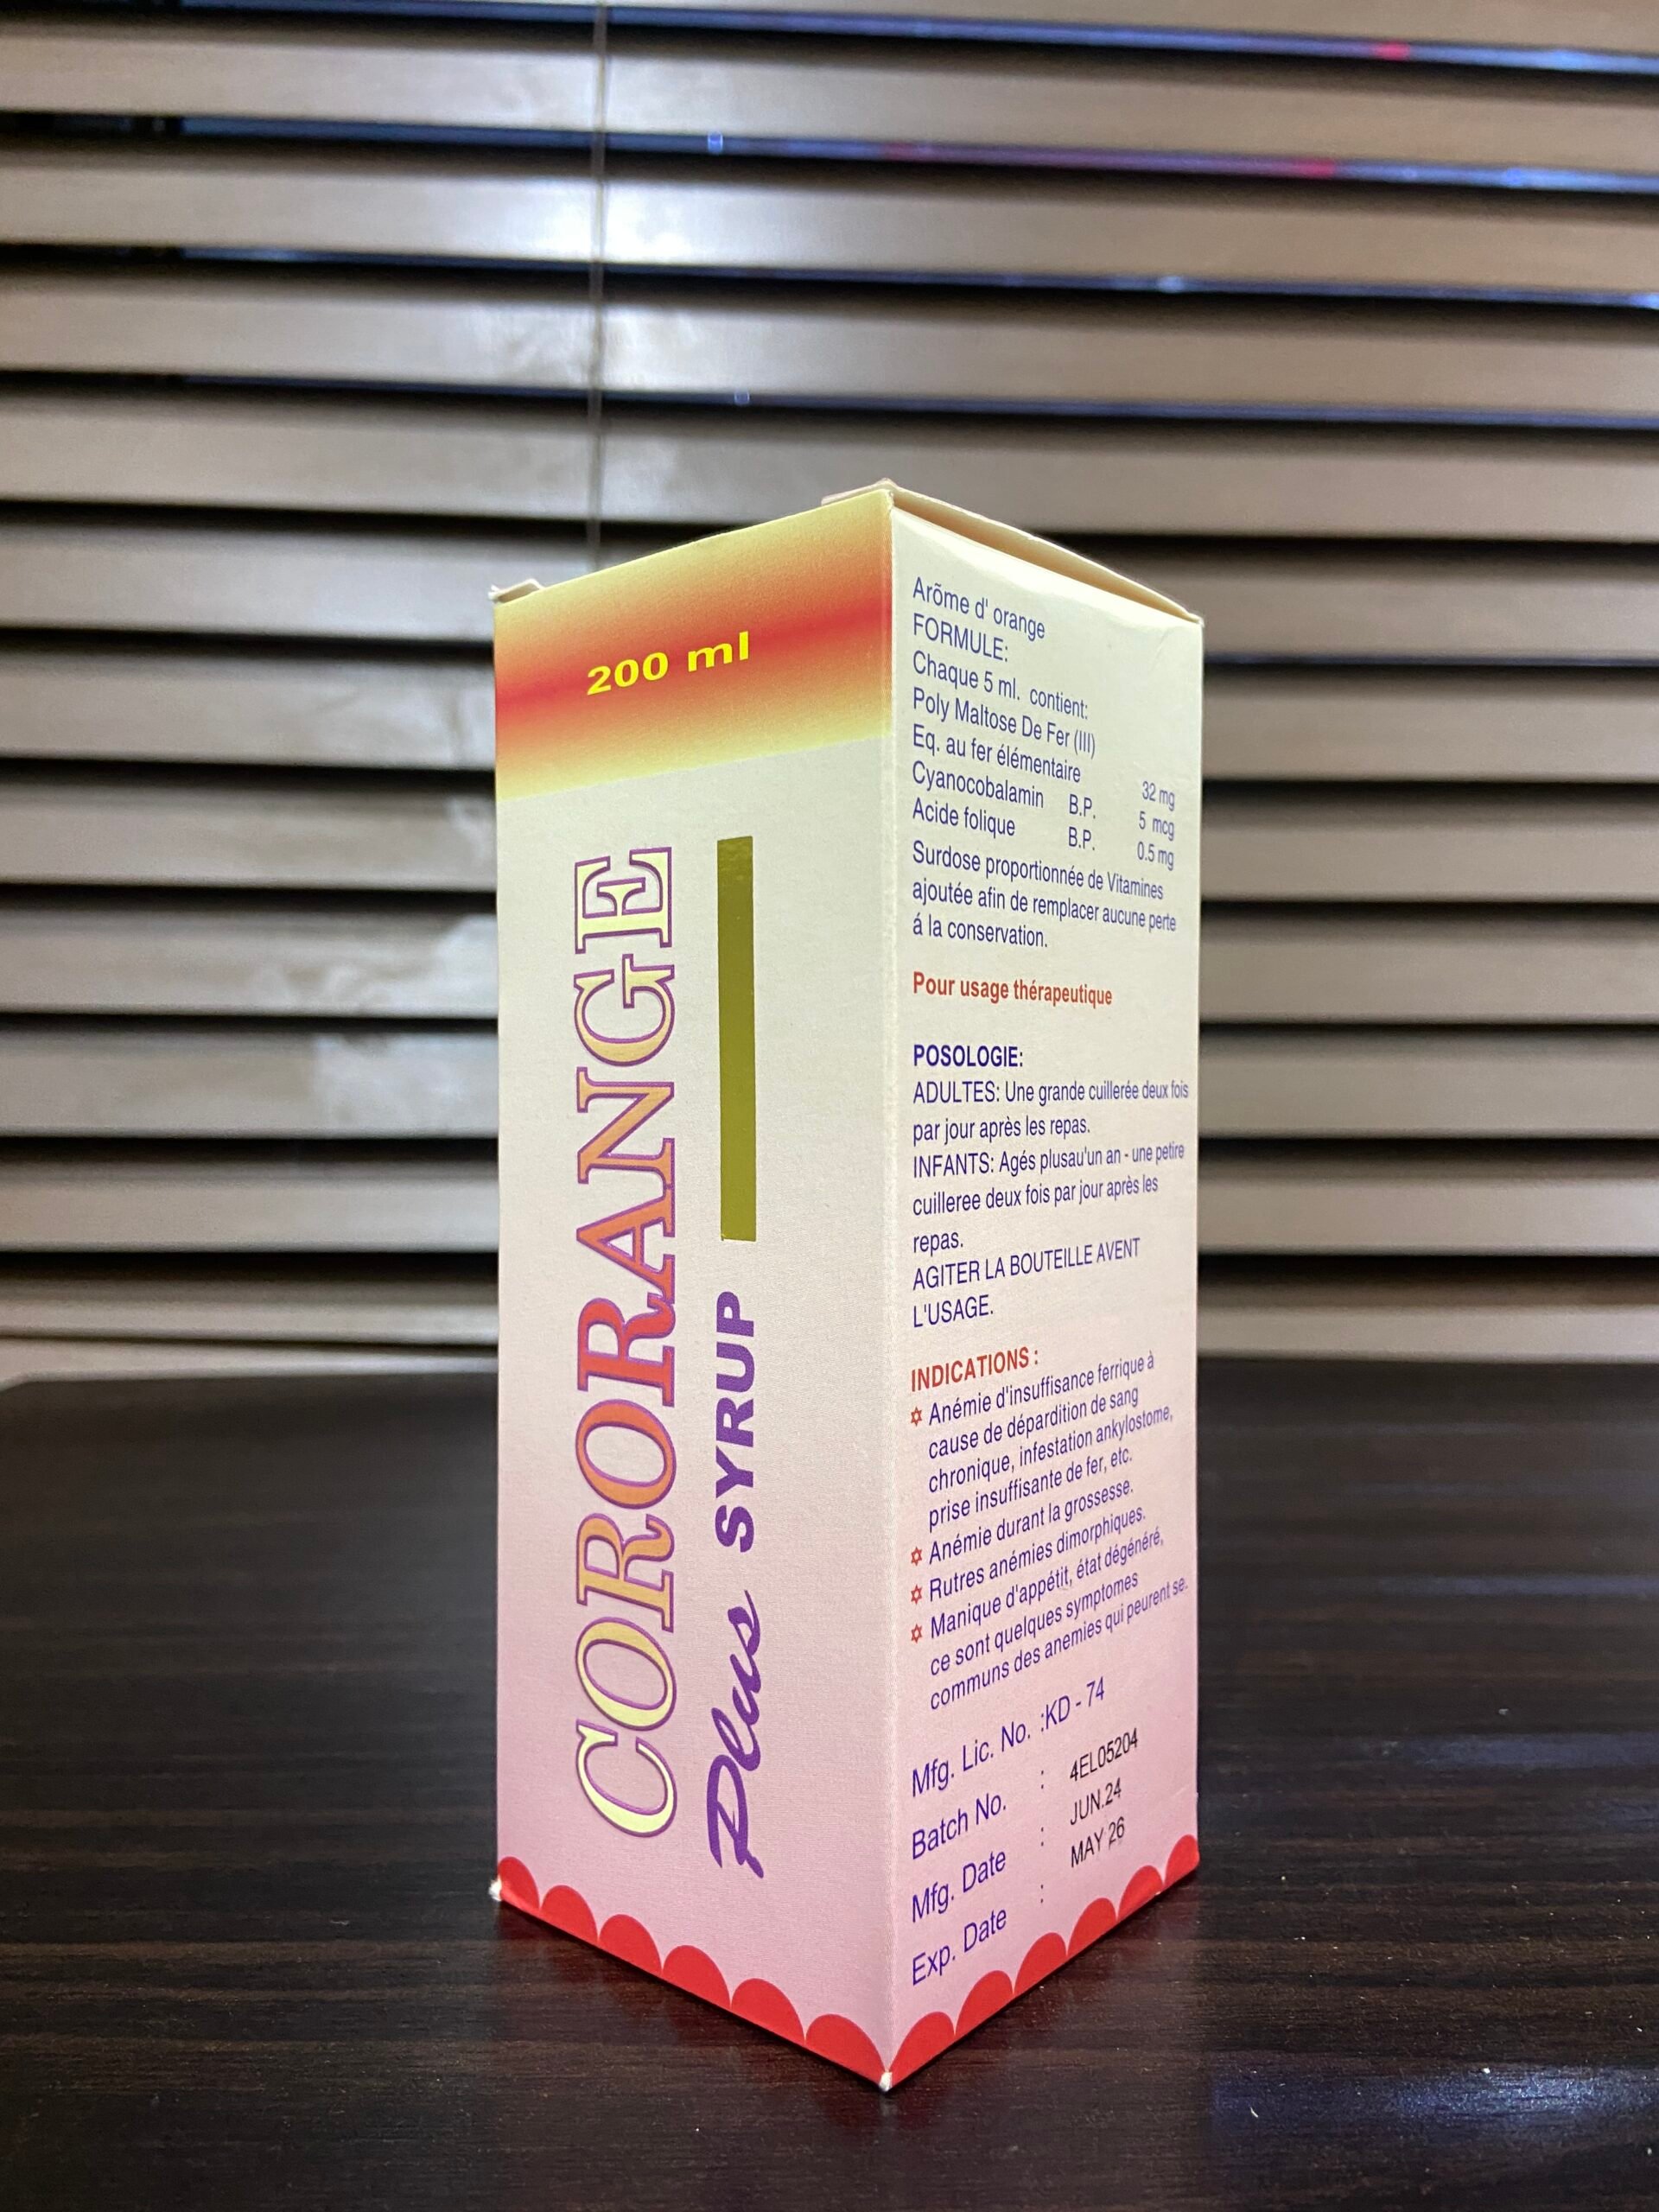 200 ml
CORORANGE
Plus SYRUP
Arõme d' orange
FORMULE:
Chaque 5 ml. contient:
Poly Maltose De Fer (III)
Eq. au fer élémentaire 32 mg
Cyanocobalamin B.P. 5 mcg
Acide folique B.P. 0.5 mg
Surdose proportionnée de Vitamines
ajoutée afin de remplacer aucune perte
á la conservation.
Pour usage thérapeutique
POSOLOGIE:
ADULTES: Une grande cuillerée deux fois
par jour après les repas.
INFANTS: Agés plusau'un an - une petire
cuilleree deux fois par jour après les
repas.
AGITER LA BOUTEILLE AVENT
L'USAGE.
INDICATIONS :
✡ Anémie d'insuffisance ferrique à
cause de dépardition de sang
chronique, infestation ankylostome,
prise insuffisante de fer, etc.
✡ Anémie durant la grossesse.
✡ Rutres anémies dimorphiques.
✡ Manique d'appétit, état dégénéré,
ce sont quelques symptomes
communs des anemies qui peurent se.
Mfg. Lic. No. :KD - 74
Batch No. : 4EL05204
Mfg. Date : JUN.24
Exp. Date : MAY 26